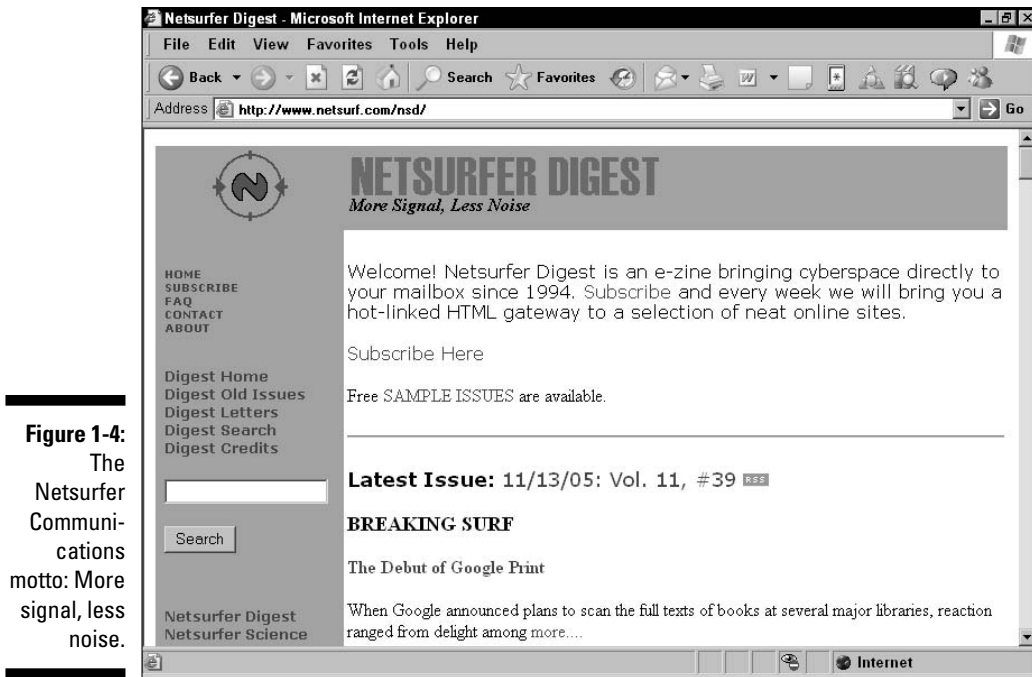 Netsurfer Digest - Microsoft Internet Explorer
File Edit View Favorites Tools Help
Back Search Favorites
Address http://www.netsurf.com/nsd/ Go
N
NETSURFER DIGEST
More Signal, Less Noise
HOME
SUBSCRIBE
FAQ
CONTACT
ABOUT
Digest Home
Digest Old Issues
Digest Letters
Digest Search
Digest Credits
Search
Netsurfer Digest
Netsurfer Science
Welcome! Netsurfer Digest is an e-zine bringing cyberspace directly to
your mailbox since 1994. Subscribe and every week we will bring you a
hot-linked HTML gateway to a selection of neat online sites.
Subscribe Here
Free SAMPLE ISSUES are available.
Latest Issue: 11/13/05: Vol. 11, #39 RSS
BREAKING SURF
The Debut of Google Print
When Google announced plans to scan the full texts of books at several major libraries, reaction
ranged from delight among more....
Internet
Figure 1-4:
The
Netsurfer
Communi-
cations
motto: More
signal, less
noise.